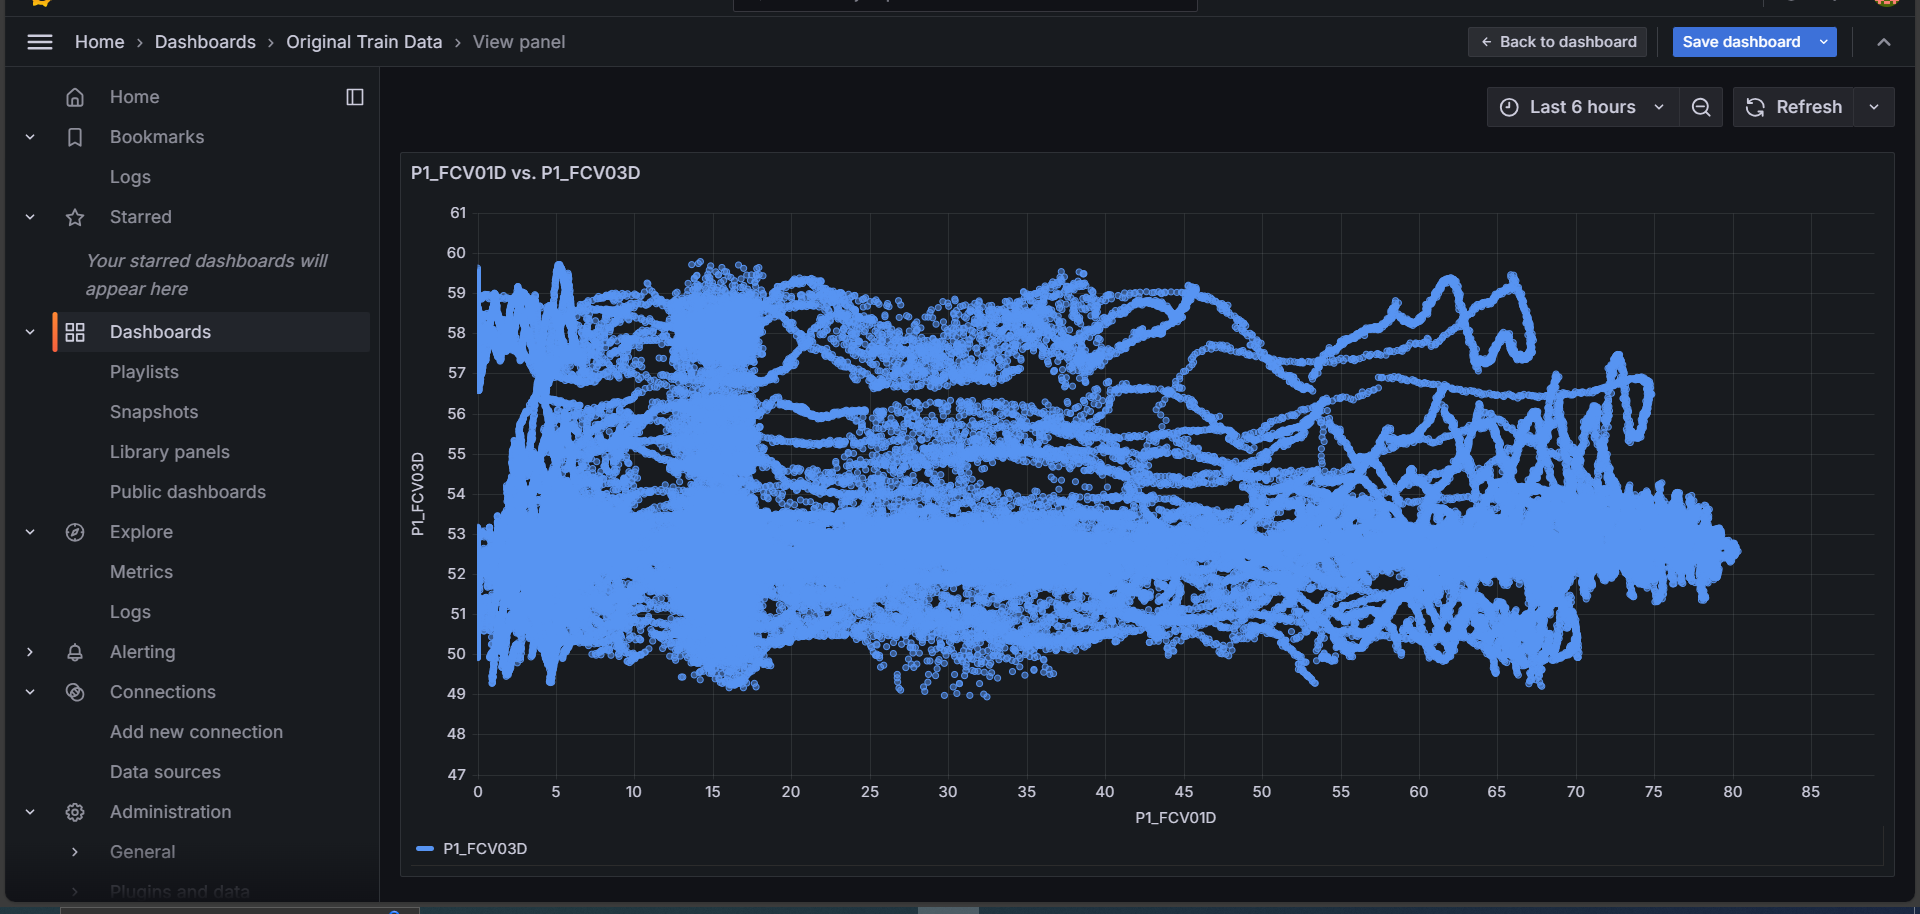 Home › Dashboards › Original Train Data › View panel
Back to dashboard
Save dashboard
Home
Bookmarks
Logs
Starred
Your starred dashboards will
appear here
Dashboards
Playlists
Snapshots
Library panels
Public dashboards
Explore
Metrics
Logs
Alerting
Connections
Add new connection
Data sources
Administration
General
Plugins and data
Last 6 hours
Refresh
P1_FCV01D vs. P1_FCV03D
61
60
59
58
57
56
55
54
53
52
51
50
49
48
47
P1_FCV03D
0 5 10 15 20 25 30 35 40 45 50 55 60 65 70 75 80 85
P1_FCV01D
P1_FCV03D